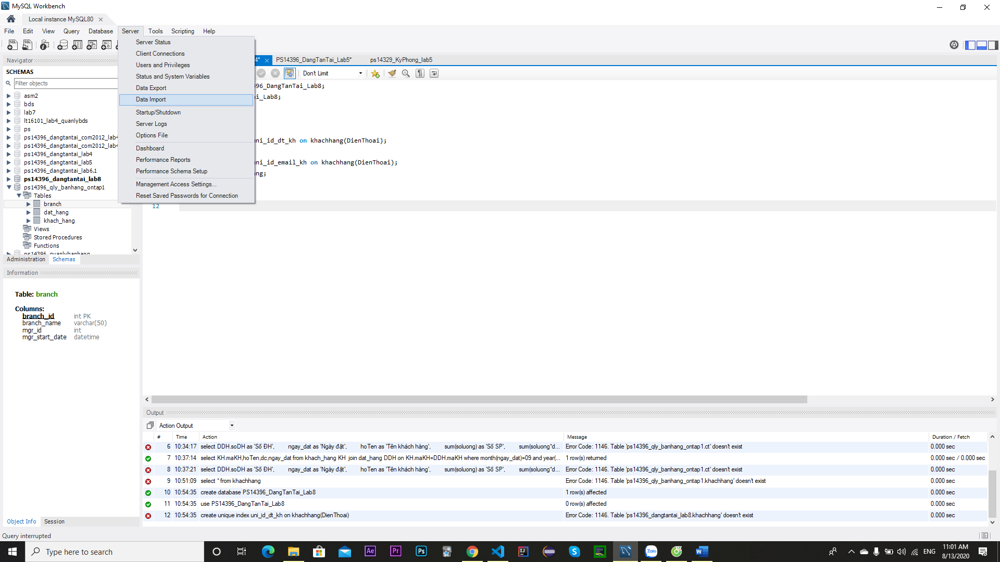 MySQL Workbench
Local instance MySQL80
File Edit View Query Database Server Tools Scripting Help
Server Status
Client Connections
Users and Privileges
Status and System Variables
Data Export
Data Import
Startup/Shutdown
Server Logs
Options File
Dashboard
Performance Reports
Performance Schema Setup
Management Access Settings...
Reset Saved Passwords for Connection
Navigator
SCHEMAS
Filter objects
asm2
bds
lab7
lt16101_lab4_quanlybds
ps
ps14396_dangtantai_com2012_lab4
ps14396_dangtantai_com2012_lab4
ps14396_dangtantai_lab4
ps14396_dangtantai_lab5
ps14396_dangtantai_lab6.1
ps14396_dangtantai_lab8
ps14396_qly_banhang_ontap1
Tables
branch
dat_hang
khach_hang
Views
Stored Procedures
Functions
ps14396_quanlybanhang
Administration Schemas
Information
Table: branch
Columns:
branch_id int PK
branch_name varchar(50)
mgr_id int
mgr_start_date datetime
Object Info Session
Query interrupted
4* PS14396_DangTanTai_Lab5* ps14329_KyPhong_lab5
Don't Limit
96_DangTanTai_Lab8;
i_Lab8;
uni_id_dt_kh on khachhang(DienThoai);
uni_id_email_kh on khachhang(DienThoai);
ng;
12
Output
Action Output
# Time Action Message Duration / Fetch
6 10:34:17 select DDH.soDH as 'Số ĐH', ngay_dat as 'Ngày đặt', hoTen as 'Tên khách hàng', sum(soluong) as 'Số SP', sum(soluong*d... Error Code: 1146. Table 'ps14396_qly_banhang_ontap1.ct' doesn't exist 0.000 sec
7 10:37:14 select KH.maKH,hoTen,dc,ngay_dat from khach_hang KH join dat_hang DDH on KH.maKH=DDH.maKH where month(ngay_dat)=09 and year(... 1 row(s) returned 0.000 sec / 0.000 sec
8 10:37:21 select DDH.soDH as 'Số ĐH', ngay_dat as 'Ngày đặt', hoTen as 'Tên khách hàng', sum(soluong) as 'Số SP', sum(soluong*d... Error Code: 1146. Table 'ps14396_qly_banhang_ontap1.ct' doesn't exist 0.000 sec
9 10:51:09 select * from khachhang Error Code: 1146. Table 'ps14396_qly_banhang_ontap1.khachhang' doesn't exist 0.000 sec
10 10:54:35 create database PS14396_DangTanTai_Lab8 1 row(s) affected 0.000 sec
11 10:54:35 use PS14396_DangTanTai_Lab8 0 row(s) affected 0.000 sec
12 10:54:35 create unique index uni_id_dt_kh on khachhang(DienThoai) Error Code: 1146. Table 'ps14396_dangtantai_lab8.khachhang' doesn't exist 0.000 sec
Type here to search
ENG
11:01 AM
8/13/2020